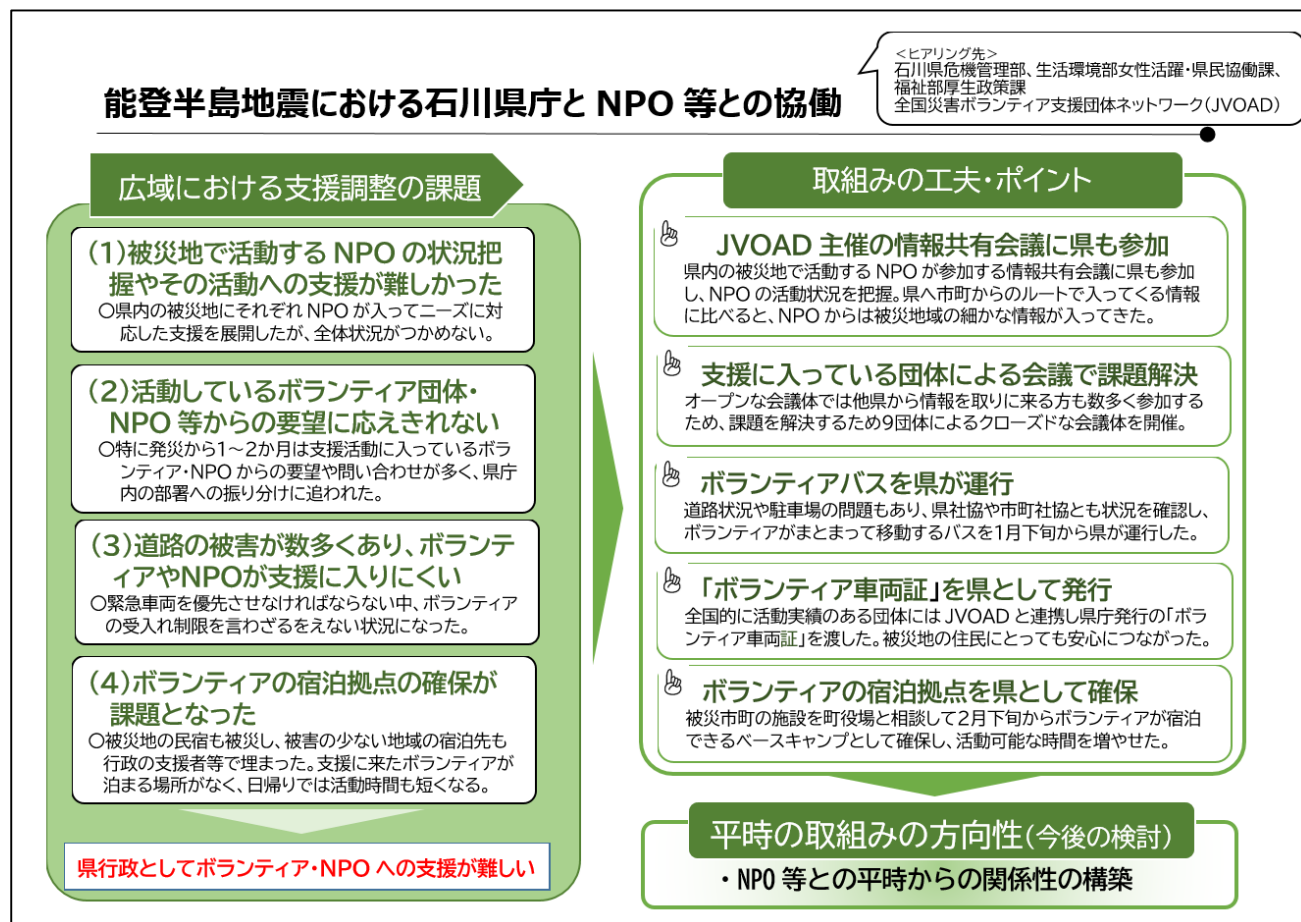 能登半島地震における石川県庁と NPO 等との協働
<ヒアリング先>
石川県危機管理部、生活環境部女性活躍・県民協働課、
福祉部厚生政策課
全国災害ボランティア支援団体ネットワーク(JVOAD)
広域における支援調整の課題
(1)被災地で活動する NPO の状況把
握やその活動への支援が難しかった
○県内の被災地にそれぞれ NPO が入ってニーズに対
応した支援を展開したが、全体状況がつかめない。
(2)活動しているボランティア団体・
NPO 等からの要望に応えきれない
○特に発災から1～2か月は支援活動に入っているボラ
ンティア・NPO からの要望や問い合わせが多く、県庁
内の部署への振り分けに追われた。
(3)道路の被害が数多くあり、ボランテ
ィアやNPOが支援に入りにくい
○緊急車両を優先させなければならない中、ボランティア
の受入れ制限を言わざるをえない状況になった。
(4)ボランティアの宿泊拠点の確保が
課題となった
○被災地の民宿も被災し、被害の少ない地域の宿泊先も
行政の支援者等で埋まった。支援に来たボランティアが
泊まる場所がなく、日帰りでは活動時間も短くなる。
県行政としてボランティア・NPO への支援が難しい
取組みの工夫・ポイント
JVOAD 主催の情報共有会議に県も参加
県内の被災地で活動する NPO が参加する情報共有会議に県も参加
し、NPO の活動状況を把握。県へ市町からのルートで入ってくる情報
に比べると、NPO からは被災地域の細かな情報が入ってきた。
支援に入っている団体による会議で課題解決
オープンな会議体では他県から情報を取りに来る方も数多く参加する
ため、課題を解決するため9団体によるクローズドな会議体を開催。
ボランティアバスを県が運行
道路状況や駐車場の問題もあり、県社協や市町社協とも状況を確認し、
ボランティアがまとまって移動するバスを1月下旬から県が運行した。
「ボランティア車両証」を県として発行
全国的に活動実績のある団体には JVOAD と連携し県庁発行の「ボラ
ンティア車両証」を渡した。被災地の住民にとっても安心につながった。
ボランティアの宿泊拠点を県として確保
被災市町の施設を町役場と相談して2月下旬からボランティアが宿泊
できるベースキャンプとして確保し、活動可能な時間を増やせた。
平時の取組みの方向性(今後の検討)
・NPO 等との平時からの関係性の構築